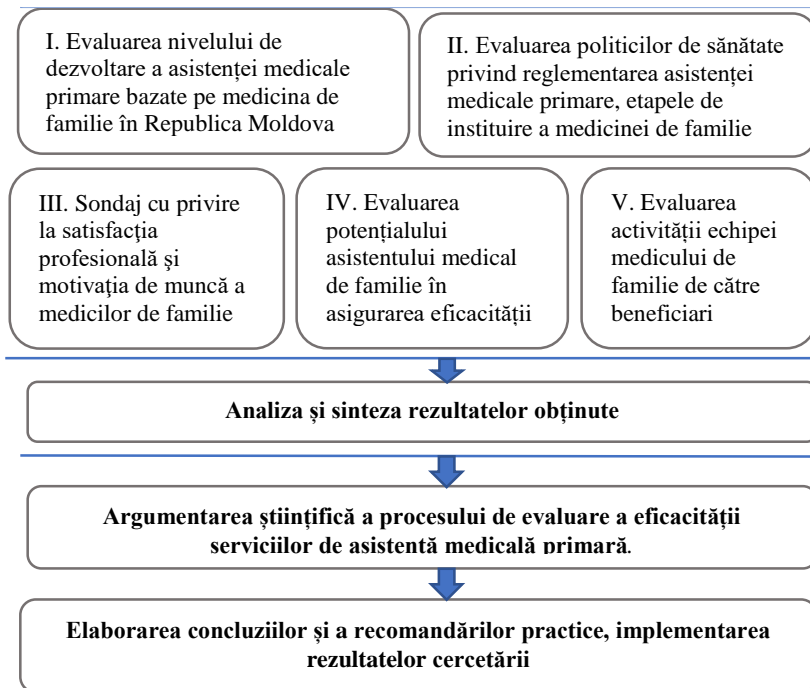 I. Evaluarea nivelului de
dezvoltare a asistenței medicale
primare bazate pe medicina de
familie în Republica Moldova
II. Evaluarea politicilor de sănătate
privind reglementarea asistenței
medicale primare, etapele de
instituire a medicinei de familie
III. Sondaj cu privire
la satisfacţia
profesională şi
motivaţia de muncă a
medicilor de familie
IV. Evaluarea
potențialului
asistentului medical
de familie în
asigurarea eficacității
V. Evaluarea
activității echipei
medicului de
familie de către
beneficiari
Analiza și sinteza rezultatelor obținute
Argumentarea științifică a procesului de evaluare a eficacității
serviciilor de asistentă medicală primară.
Elaborarea concluziilor și a recomandărilor practice, implementarea
rezultatelor cercetării